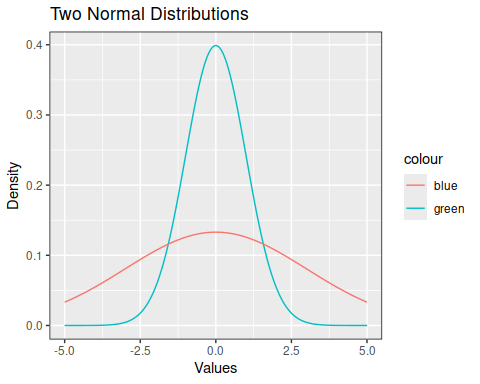 Two Normal Distributions
0.4
0.3
0.2
0.1
0.0
Density
-5.0 -2.5 0.0 2.5 5.0
Values
colour
blue
green